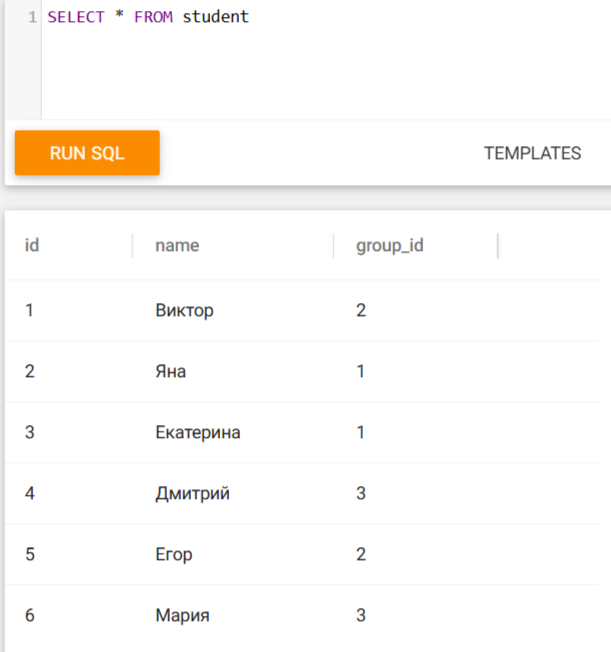 1 SELECT * FROM student
RUN SQL TEMPLATES
id name group_id
1 Виктор 2
2 Яна 1
3 Екатерина 1
4 Дмитрий 3
5 Егор 2
6 Мария 3